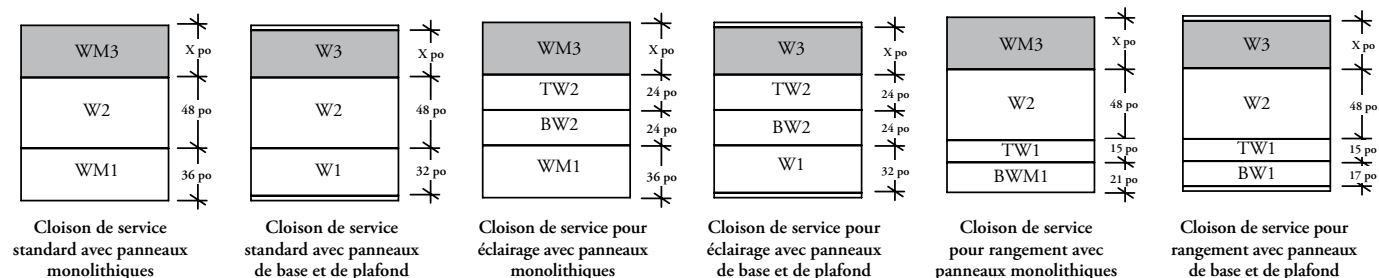 WM3
X po
W2
48 po
WM1
36 po
Cloison de service
standard avec panneaux
monolithiques
W3
X po
W2
48 po
W1
32 po
Cloison de service
standard avec panneaux
de base et de plafond
WM3
X po
TW2
24 po
BW2
24 po
WM1
36 po
Cloison de service pour
éclairage avec panneaux
monolithiques
W3
X po
TW2
24 po
BW2
24 po
W1
32 po
Cloison de service pour
éclairage avec panneaux
de base et de plafond
WM3
X po
W2
48 po
TW1
15 po
BWM1
21 po
Cloison de service
pour rangement avec
panneaux monolithiques
W3
X po
W2
48 po
TW1
15 po
BW1
17 po
Cloison de service pour
rangement avec panneaux
de base et de plafond